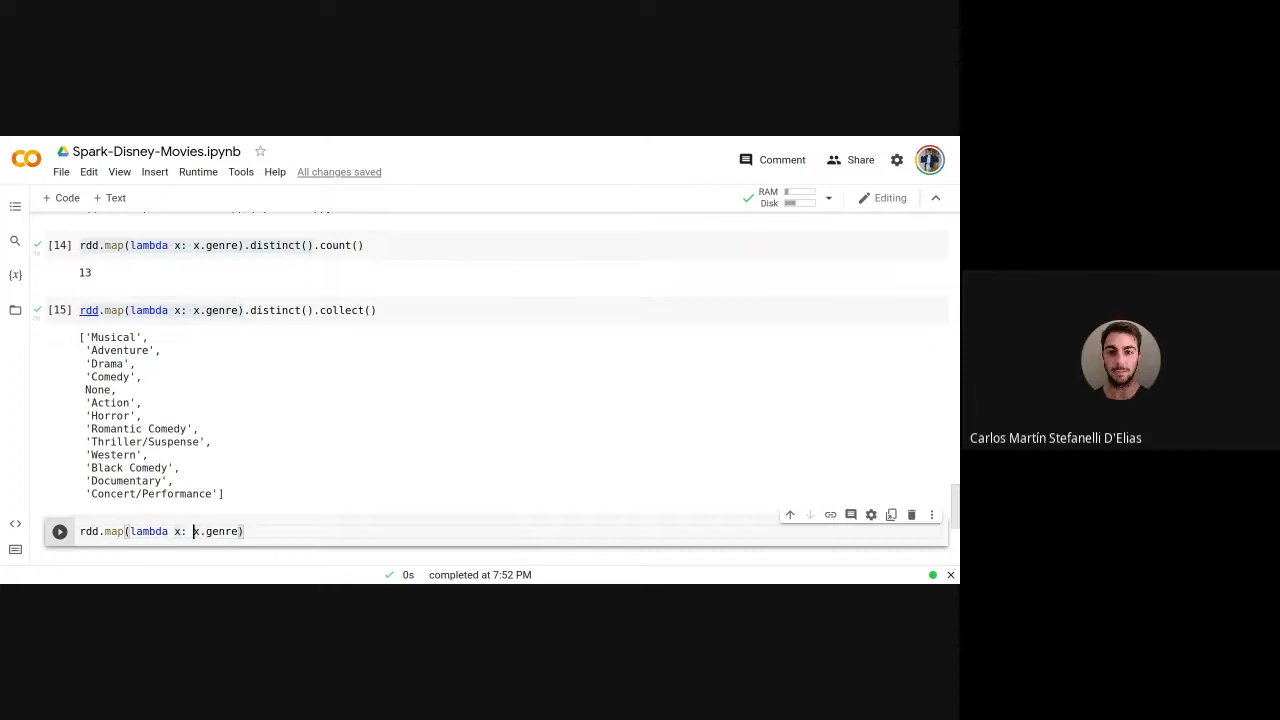 Spark-Disney-Movies.ipynb
Comment
Share
File Edit View Insert Runtime Tools Help All changes saved
+ Code + Text
RAM
Disk
Editing
[14] rdd.map(lambda x: x.genre).distinct().count()
13
{x}
[15] rdd.map(lambda x: x.genre).distinct().collect()
['Musical',
'Adventure',
'Drama',
'Comedy',
None,
'Action',
'Horror',
'Romantic Comedy',
'Thriller/Suspense',
'Western',
'Black Comedy',
'Documentary',
'Concert/Performance']
rdd.map(lambda x: x.genre)
0s completed at 7:52 PM
Carlos Martín Stefanelli D'Elias